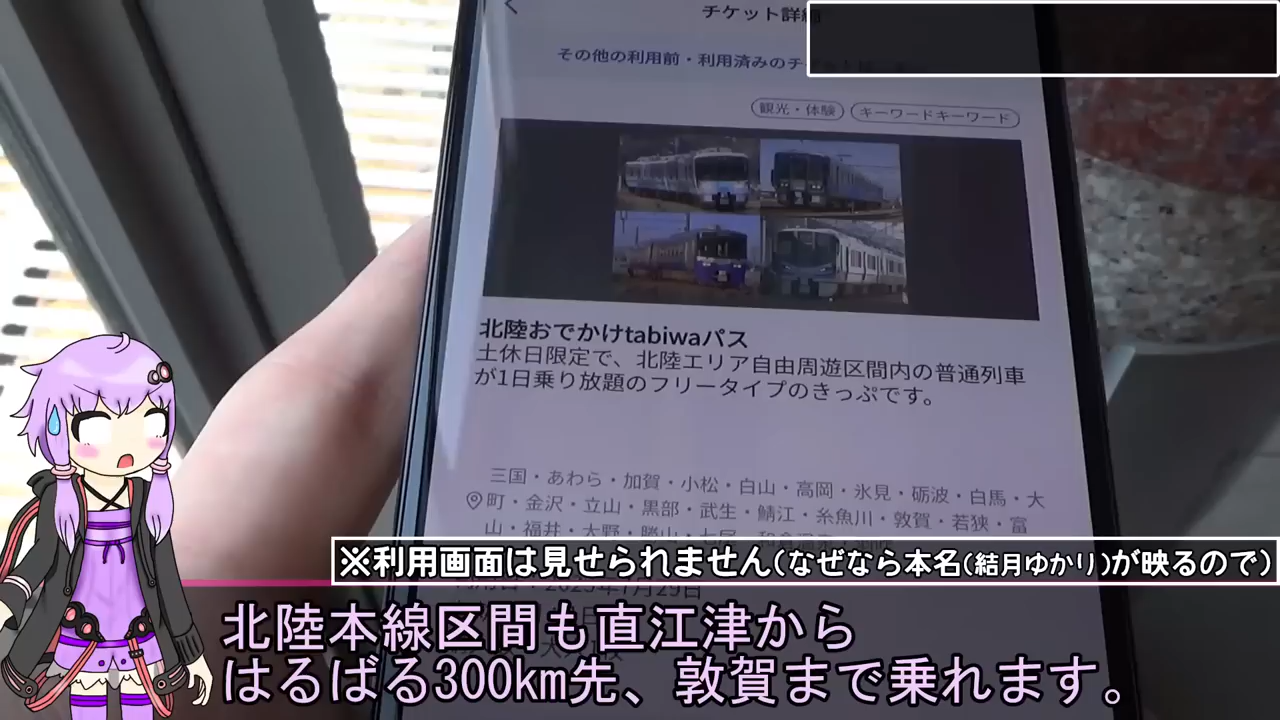 チケット詳細
その他の利用前・利用済みのチ
観光・体験
キーワードキーワード
北陸おでかけtabiwaパス
土休日限定で、北陸エリア自由周遊区間内の普通列車
が1日乗り放題のフリータイプのきっぷです。
三国・あわら・加賀・小松・白山・高岡・氷見・砺波・白馬・大
町・金沢・立山・黒部・武生・鯖江・糸魚川・敦賀・若狭・富
山・福井・大野・勝山・七尾・
※利用画面は見せられません(なぜなら本名(結月ゆかり)が映るので)
北陸本線区間も直江津から
はるばる300km先、敦賀まで乗れます。